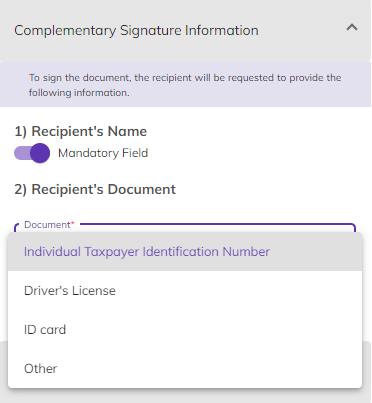 Complementary Signature Information
To sign the document, the recipient will be requested to provide the
following information.
1) Recipient's Name
Mandatory Field
2) Recipient's Document
Document*
Individual Taxpayer Identification Number
Driver's License
ID card
Other